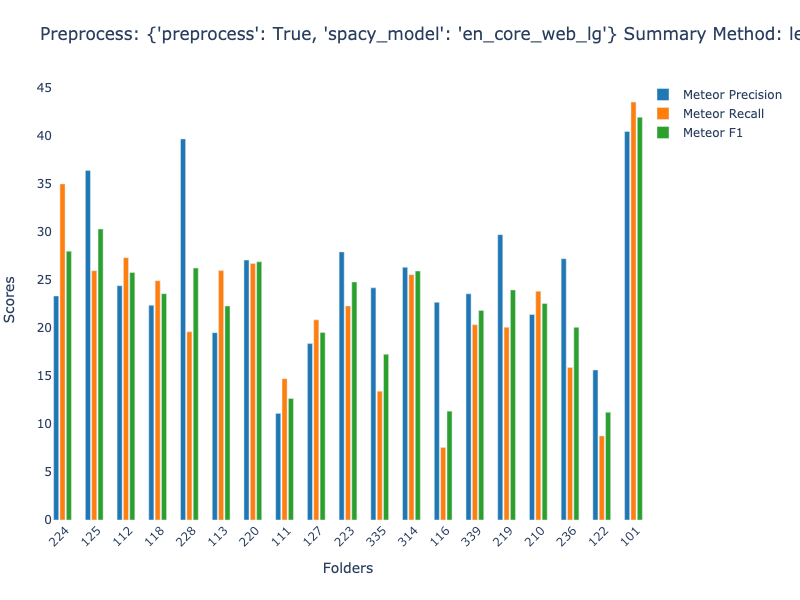 Preprocess: {'preprocess': True, 'spacy_model': 'en_core_web_lg'} Summary Method: le
45
40
35
30
25
20
15
10
5
0
Scores
224 125 112 118 228 113 220 111 127 223 335 314 116 339 219 210 236 122 101
Folders
Meteor Precision
Meteor Recall
Meteor F1